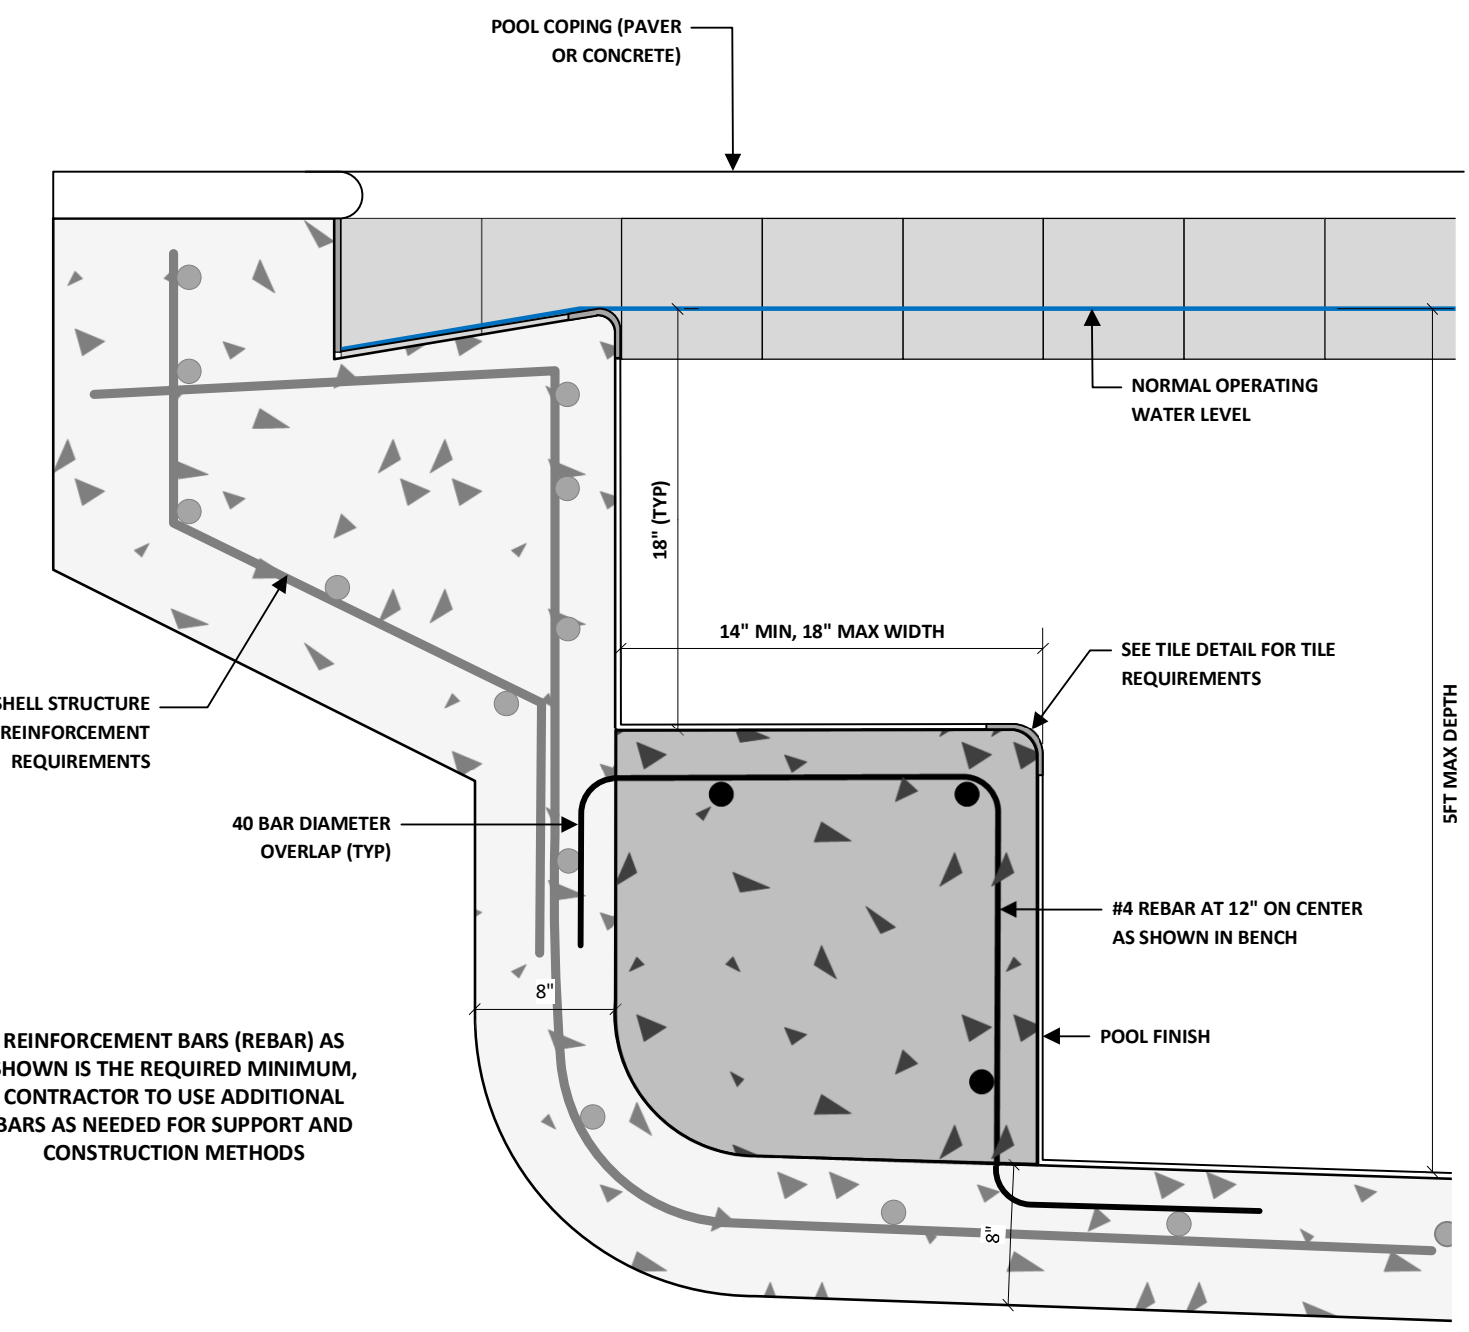 POOL COPING (PAVER
OR CONCRETE)
NORMAL OPERATING
WATER LEVEL
18" (TYP)
14" MIN, 18" MAX WIDTH
SEE TILE DETAIL FOR TILE
REQUIREMENTS
5FT MAX DEPTH
SHELL STRUCTURE
REINFORCEMENT
REQUIREMENTS
40 BAR DIAMETER
OVERLAP (TYP)
#4 REBAR AT 12" ON CENTER
AS SHOWN IN BENCH
8"
POOL FINISH
REINFORCEMENT BARS (REBAR) AS
SHOWN IS THE REQUIRED MINIMUM,
CONTRACTOR TO USE ADDITIONAL
BARS AS NEEDED FOR SUPPORT AND
CONSTRUCTION METHODS
8"